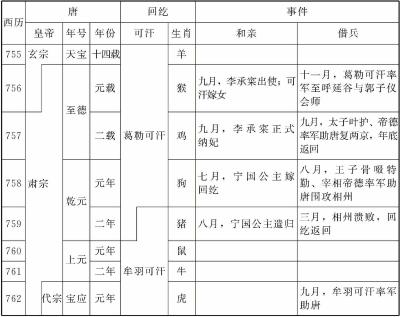 西历 唐 回纥 事件
皇帝 年号 年份 可汗 生肖 和亲 借兵
755 玄宗 天宝 十四载 羊
756 至德 元载 葛勒可汗 猴 九月，李承寀出使；可汗嫁女 十一月，葛勒可汗率军至呼延谷与郭子仪会师
757 肃宗 二载 鸡 九月，李承寀正式纳妃 九月，太子叶护、帝德率军助唐复两京，年底返回
758 乾元 元年 狗 七月，宁国公主嫁回纥 八月，王子骨啜特勤、宰相帝德率军助唐围攻相州
759 二年 猪 八月，宁国公主遣归 三月，相州溃败，回纥返回
760 上元 元年 牟羽可汗 鼠
761 二年 牛
762 代宗 宝应 元年 虎 九月，牟羽可汗率军助唐